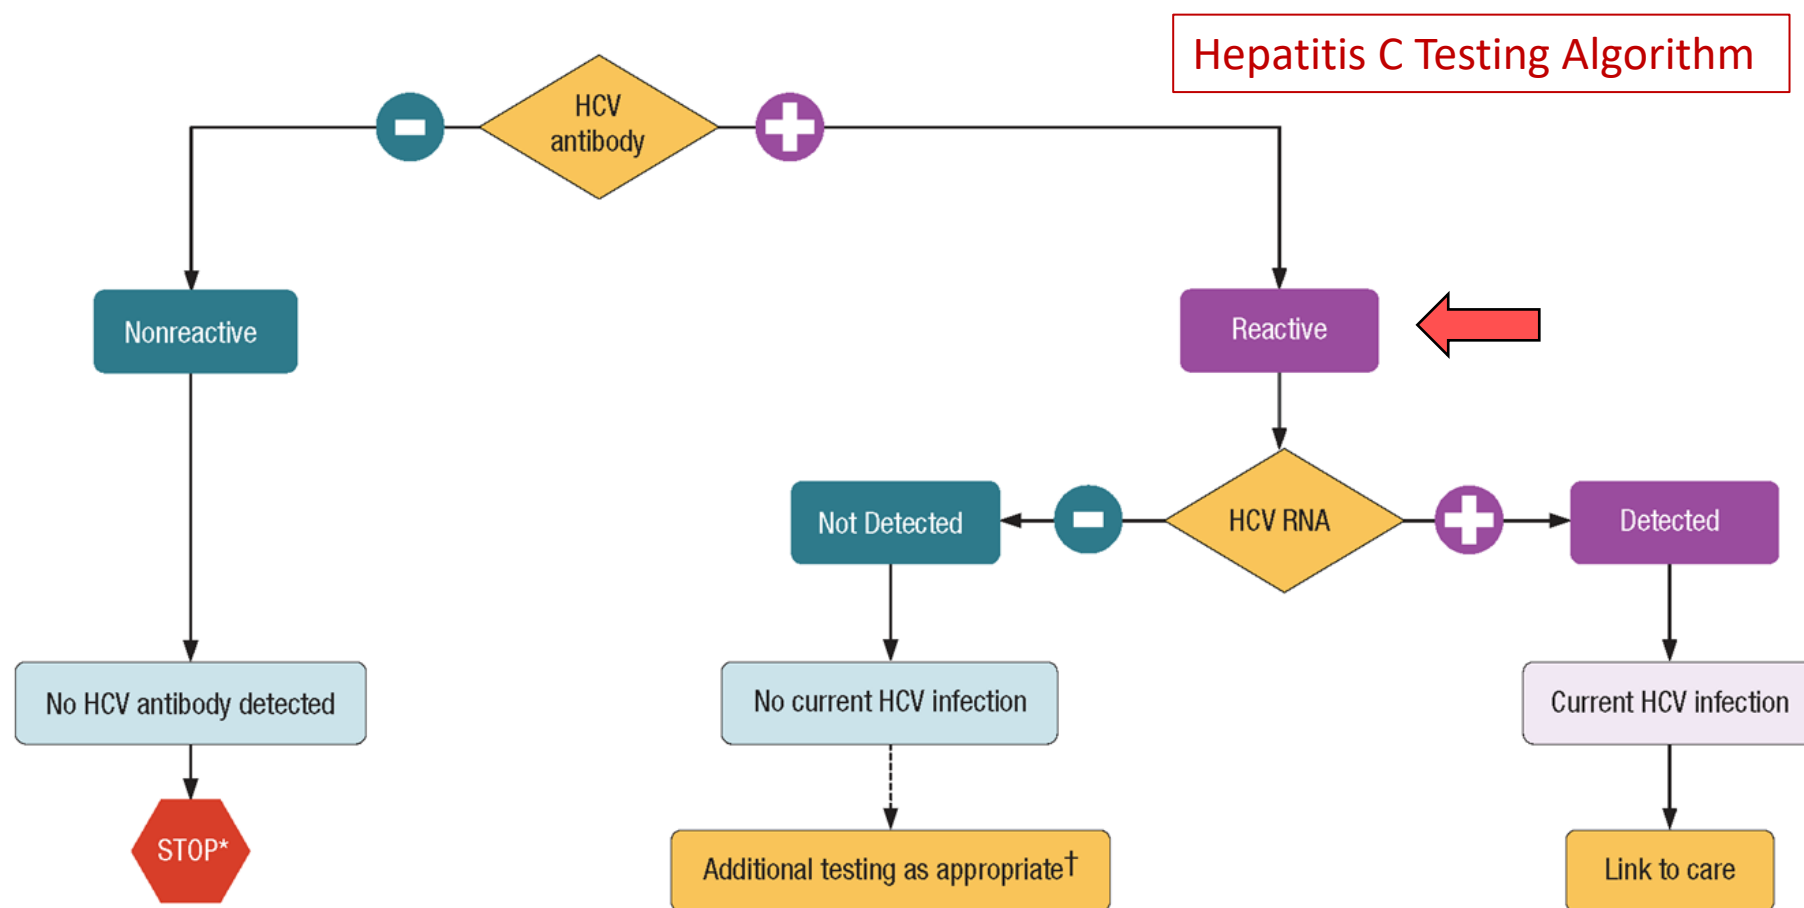 Hepatitis C Testing Algorithm
HCV
antibody
Nonreactive
Reactive
Not Detected
HCV RNA
Detected
No HCV antibody detected
No current HCV infection
Current HCV infection
STOP*
Additional testing as appropriate†
Link to care